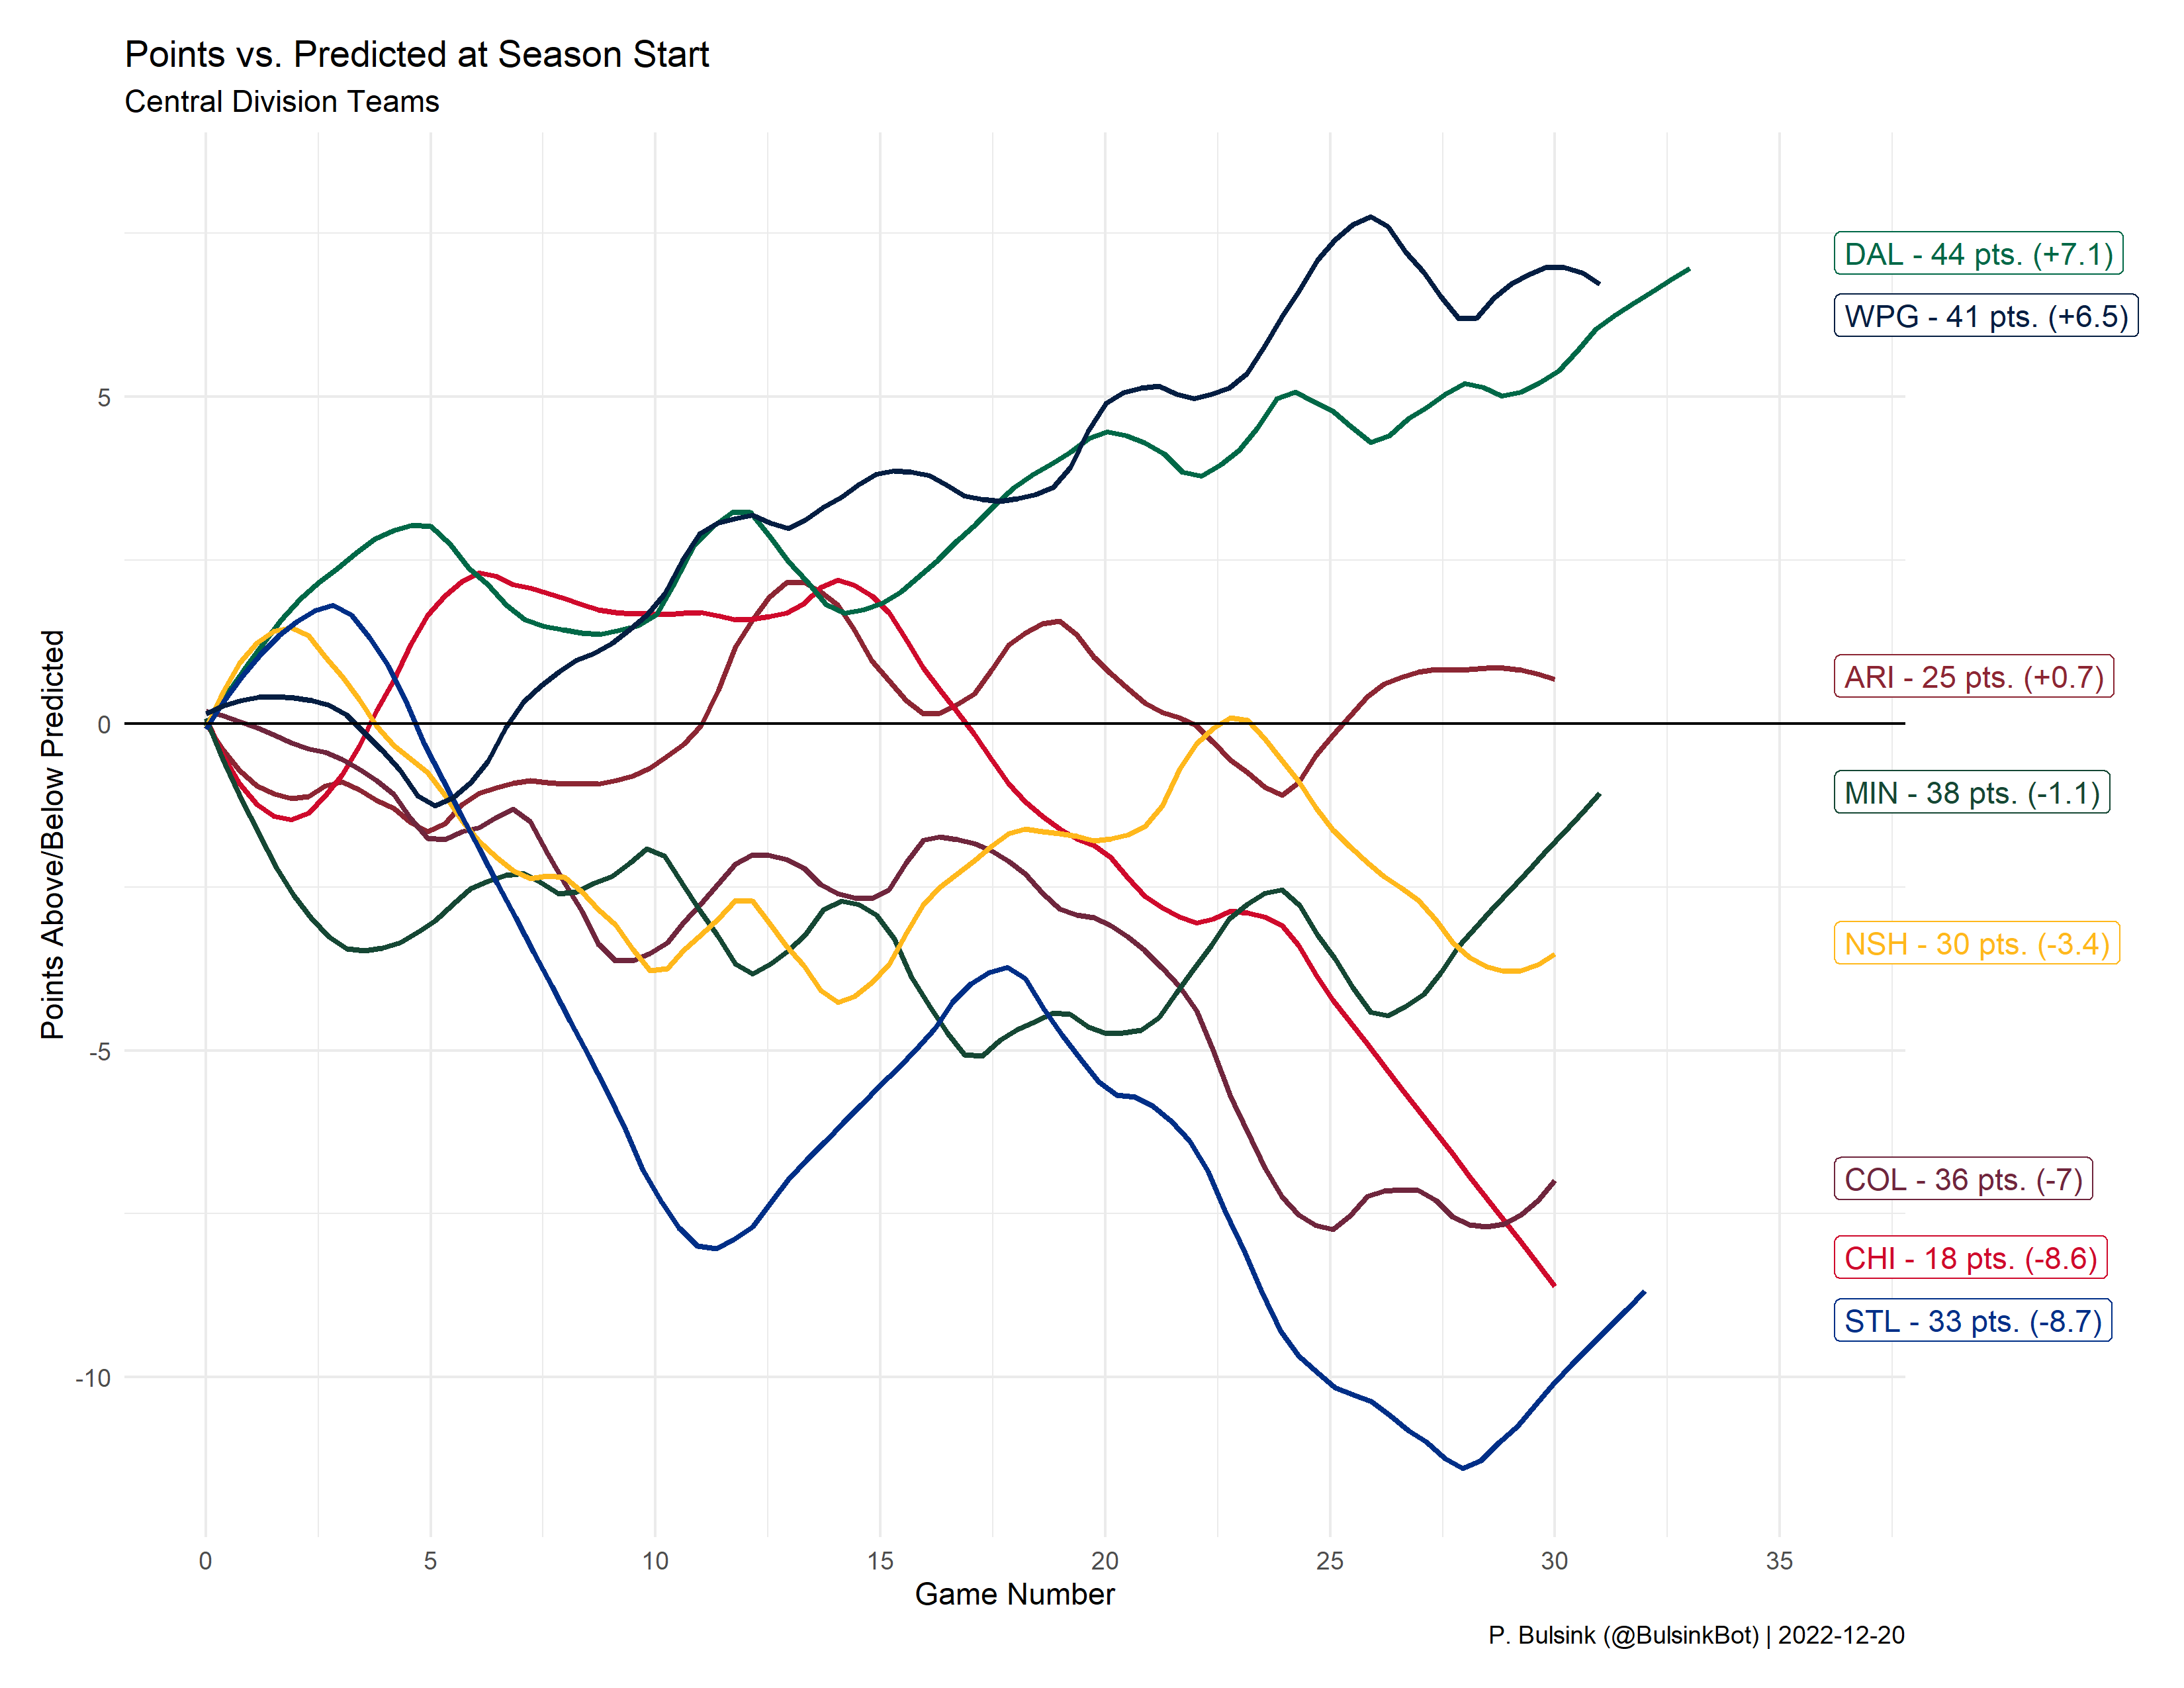 Points vs. Predicted at Season Start
Central Division Teams
Points Above/Below Predicted
5
0
-5
-10
DAL - 44 pts. (+7.1)
WPG - 41 pts. (+6.5)
ARI - 25 pts. (+0.7)
MIN - 38 pts. (-1.1)
NSH - 30 pts. (-3.4)
COL - 36 pts. (-7)
CHI - 18 pts. (-8.6)
STL - 33 pts. (-8.7)
0 5 10 15 20 25 30 35
Game Number
P. Bulsink (@BulsinkBot) | 2022-12-20